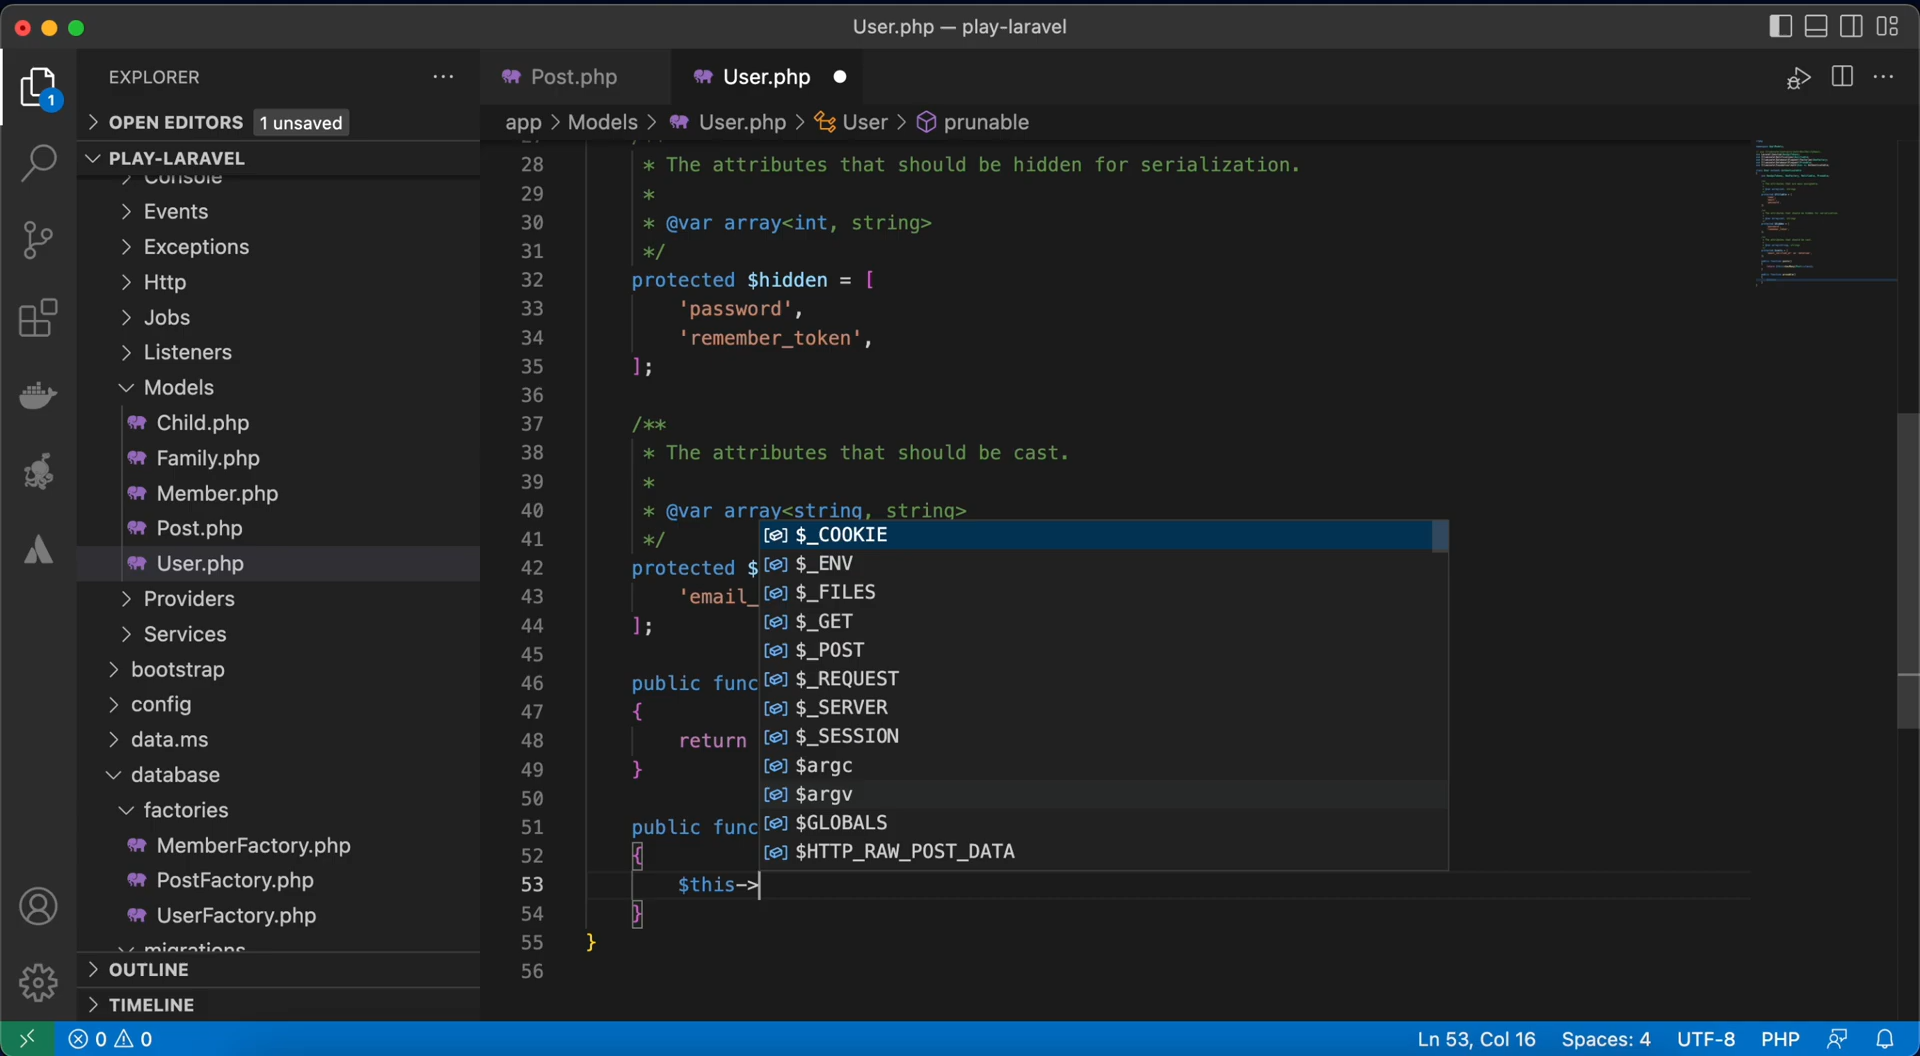 User.php — play-laravel
EXPLORER
Post.php
User.php
1
OPEN EDITORS 1 unsaved
app > Models > User.php > User > prunable
PLAY-LARAVEL
Console
Events
Exceptions
Http
Jobs
Listeners
Models
Child.php
Family.php
Member.php
Post.php
User.php
Providers
Services
bootstrap
config
data.ms
database
factories
MemberFactory.php
PostFactory.php
UserFactory.php
migrations
OUTLINE
TIMELINE
28 * The attributes that should be hidden for serialization.
29 *
30 * @var array<int, string>
31 */
32 protected $hidden = [
33 'password',
34 'remember_token',
35 ];
36
37 /**
38 * The attributes that should be cast.
39 *
40 * @var array<string, string>
41 */
42 protected $
43 'email_
44 ];
45
46 public func
47 {
48 return
49 }
50
51 public func
52 {
53 $this->
54 }
55 }
56
$_COOKIE
$_ENV
$_FILES
$_GET
$_POST
$_REQUEST
$_SERVER
$_SESSION
$argc
$argv
$GLOBALS
$HTTP_RAW_POST_DATA
0 0
Ln 53, Col 16
Spaces: 4
UTF-8
PHP